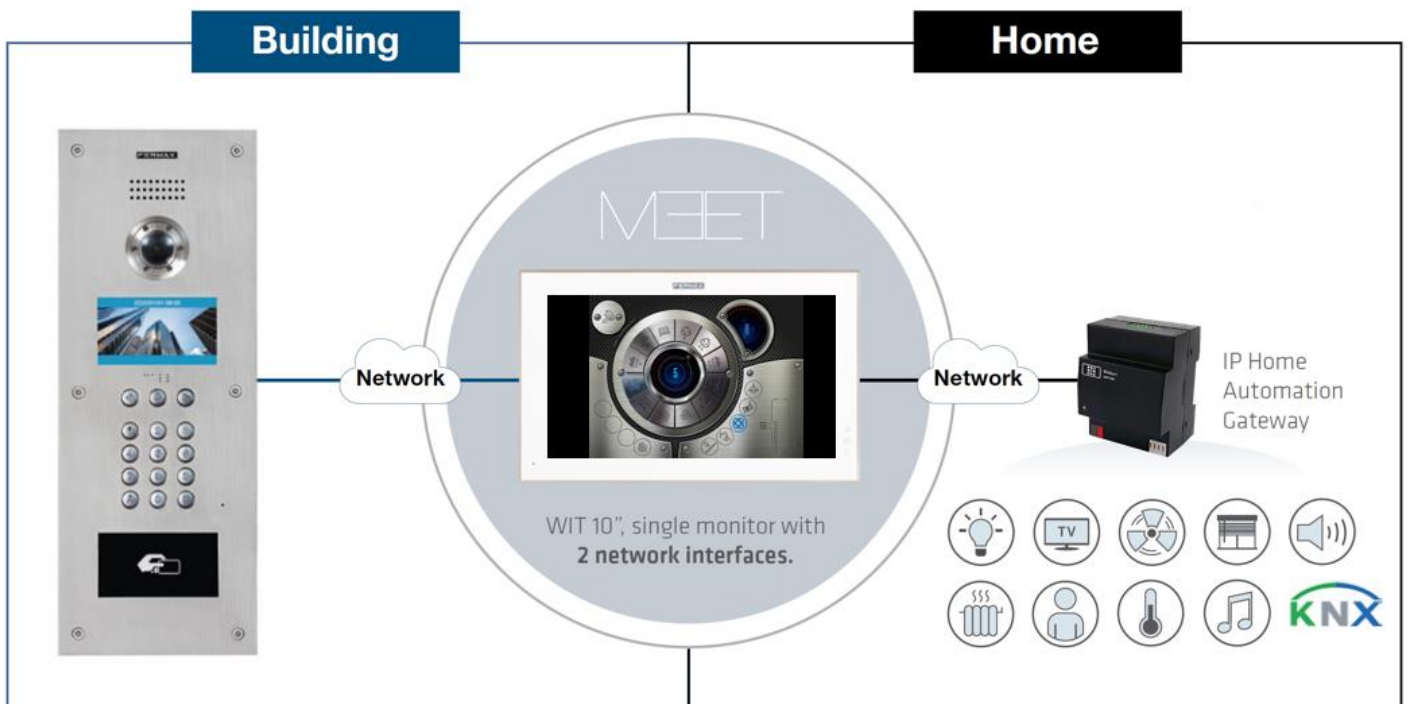 Building
Home
FERMAX
MEET
FERMAX
Network
Network
IP Home
Automation
Gateway
WIT 10”, single monitor with
2 network interfaces.
TV
KNX